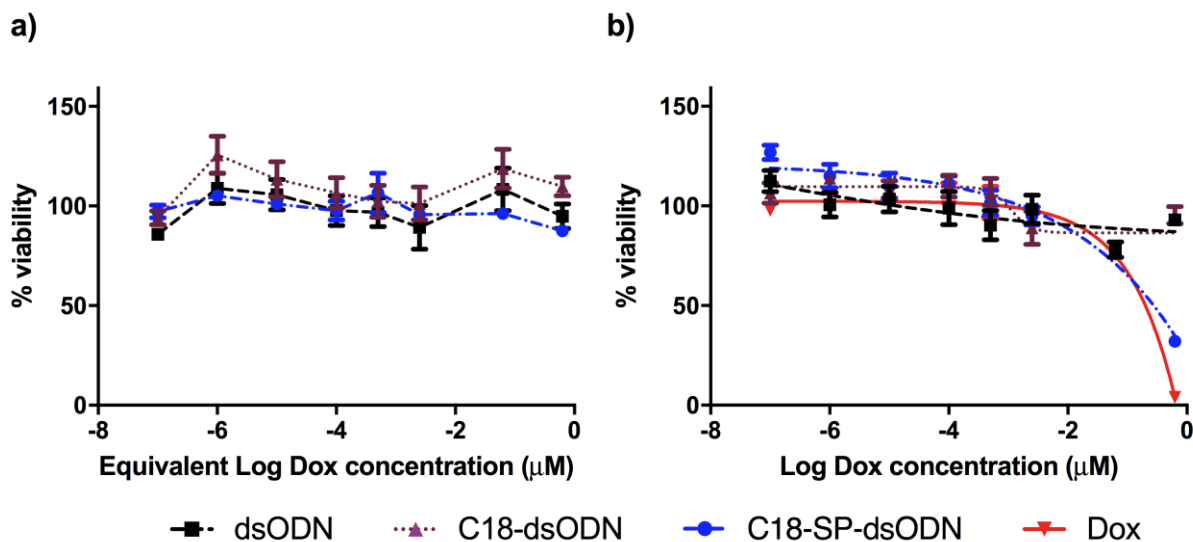 a)
150
100
50
0
% viability
-8
-6
-4
-2
0
Equivalent Log Dox concentration (μM)
b)
150
100
50
0
% viability
-8
-6
-4
-2
0
Log Dox concentration (μM)
dsODN
C18-dsODN
C18-SP-dsODN
Dox